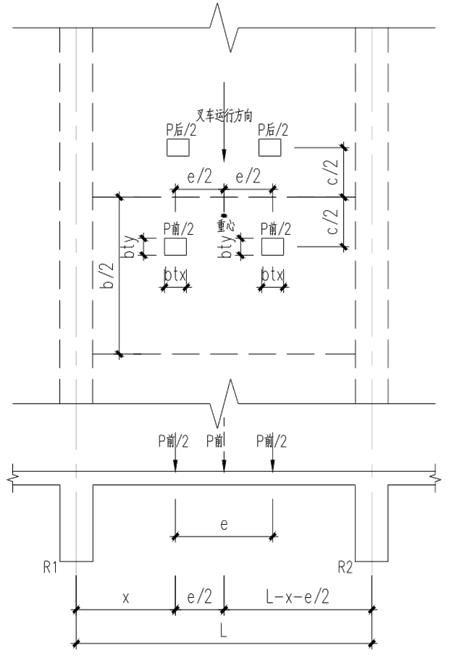 叉车运行方向
P后/2 P后/2
e/2 e/2
c/2
c/2
重心
P前/2 P前/2
bty bty
b/2
btx btx
P前/2 P前 P前/2
e
R1 R2
x e/2 L-x-e/2
L